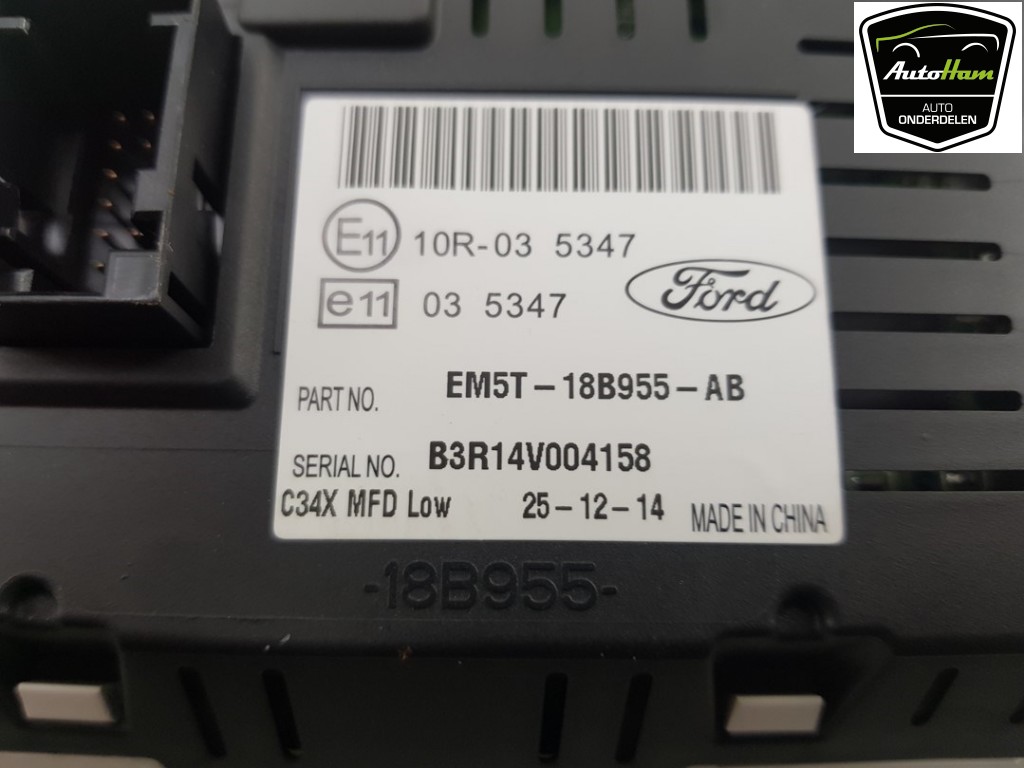 AutoHam
AUTO
ONDERDELEN
E11 10R-03 5347
e11 03 5347
Ford
PART NO. EM5T-18B955-AB
SERIAL NO. B3R14V004158
C34X MFD Low 25-12-14 MADE IN CHINA
-18B955-